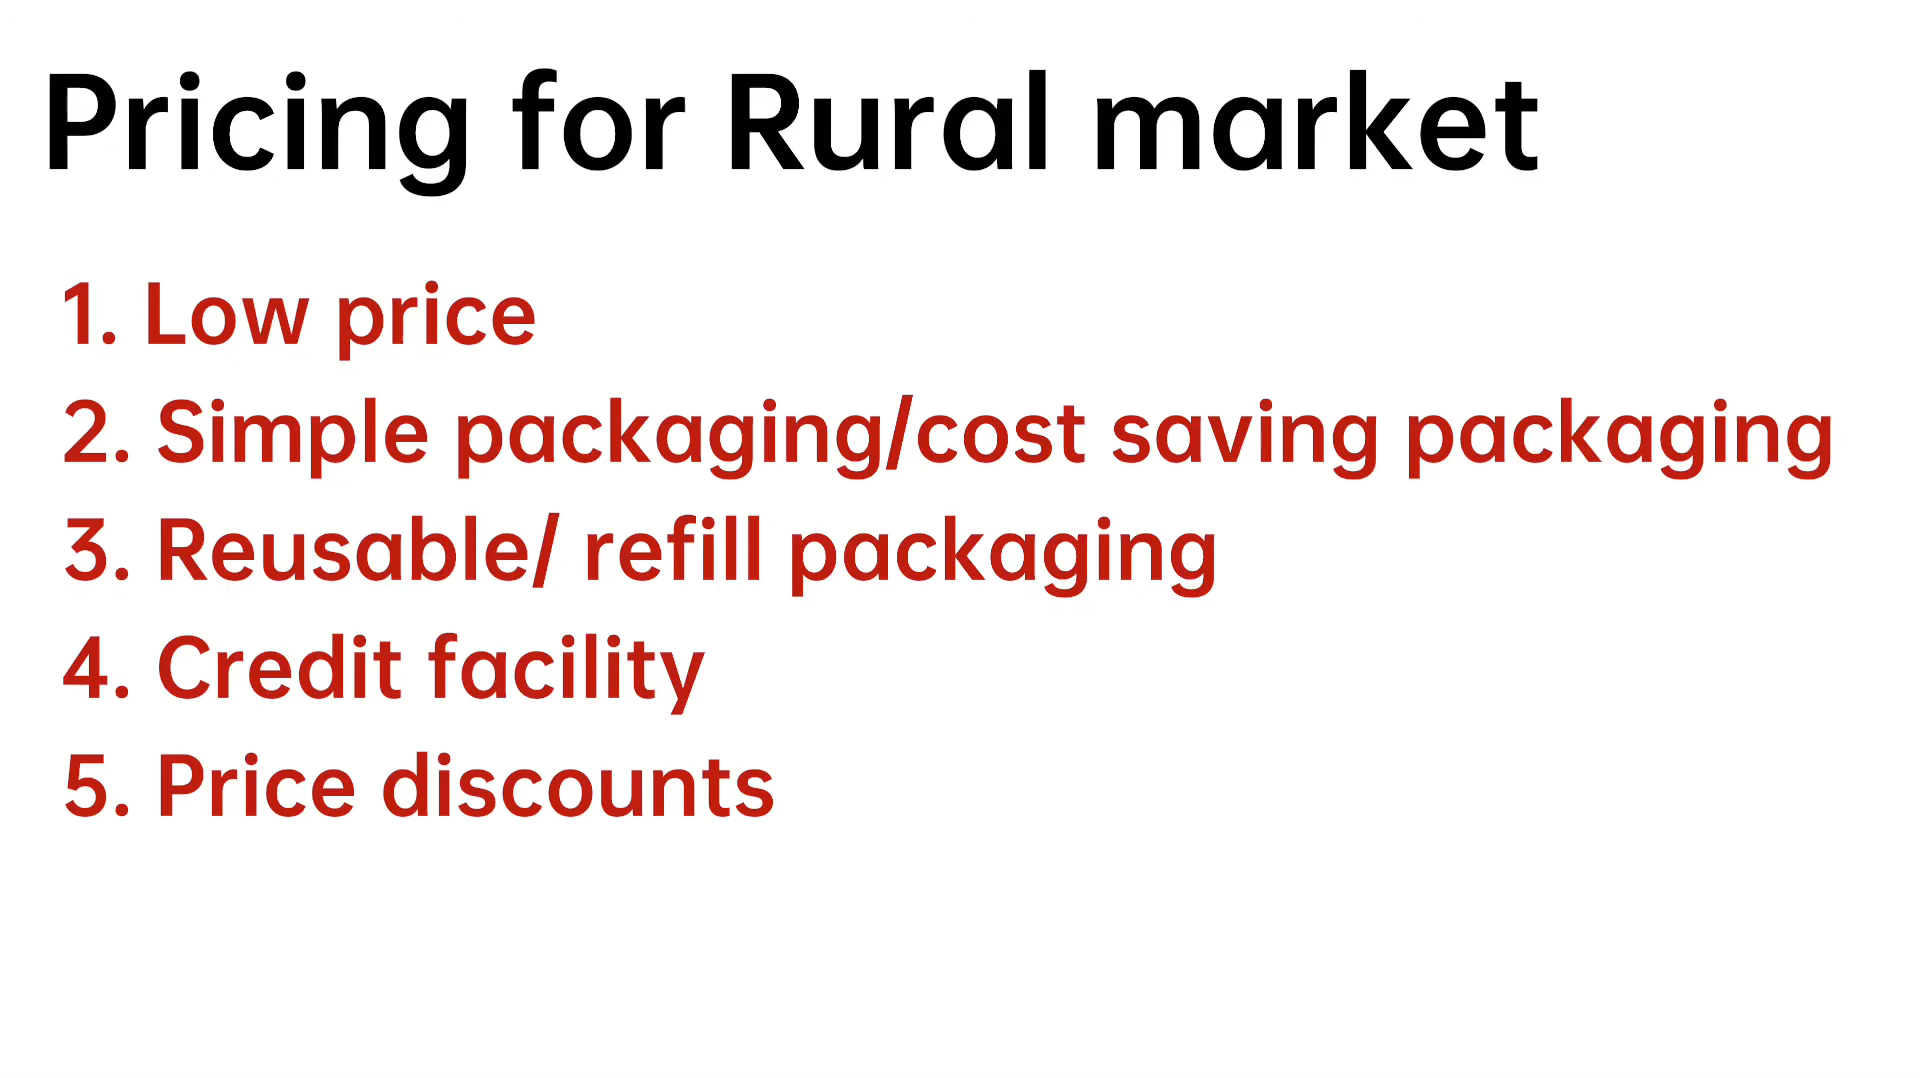 Pricing for Rural market
1. Low price
2. Simple packaging/cost saving packaging
3. Reusable/ refill packaging
4. Credit facility
5. Price discounts